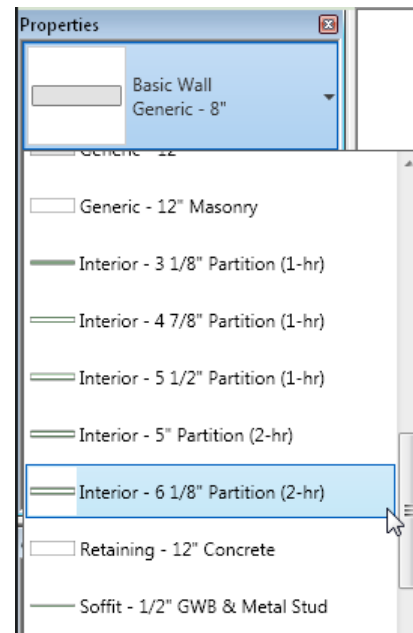 Properties
Basic Wall
Generic - 8"
Generic - 12"
Generic - 12" Masonry
Interior - 3 1/8" Partition (1-hr)
Interior - 4 7/8" Partition (1-hr)
Interior - 5 1/2" Partition (1-hr)
Interior - 5" Partition (2-hr)
Interior - 6 1/8" Partition (2-hr)
Retaining - 12" Concrete
Soffit - 1/2" GWB & Metal Stud